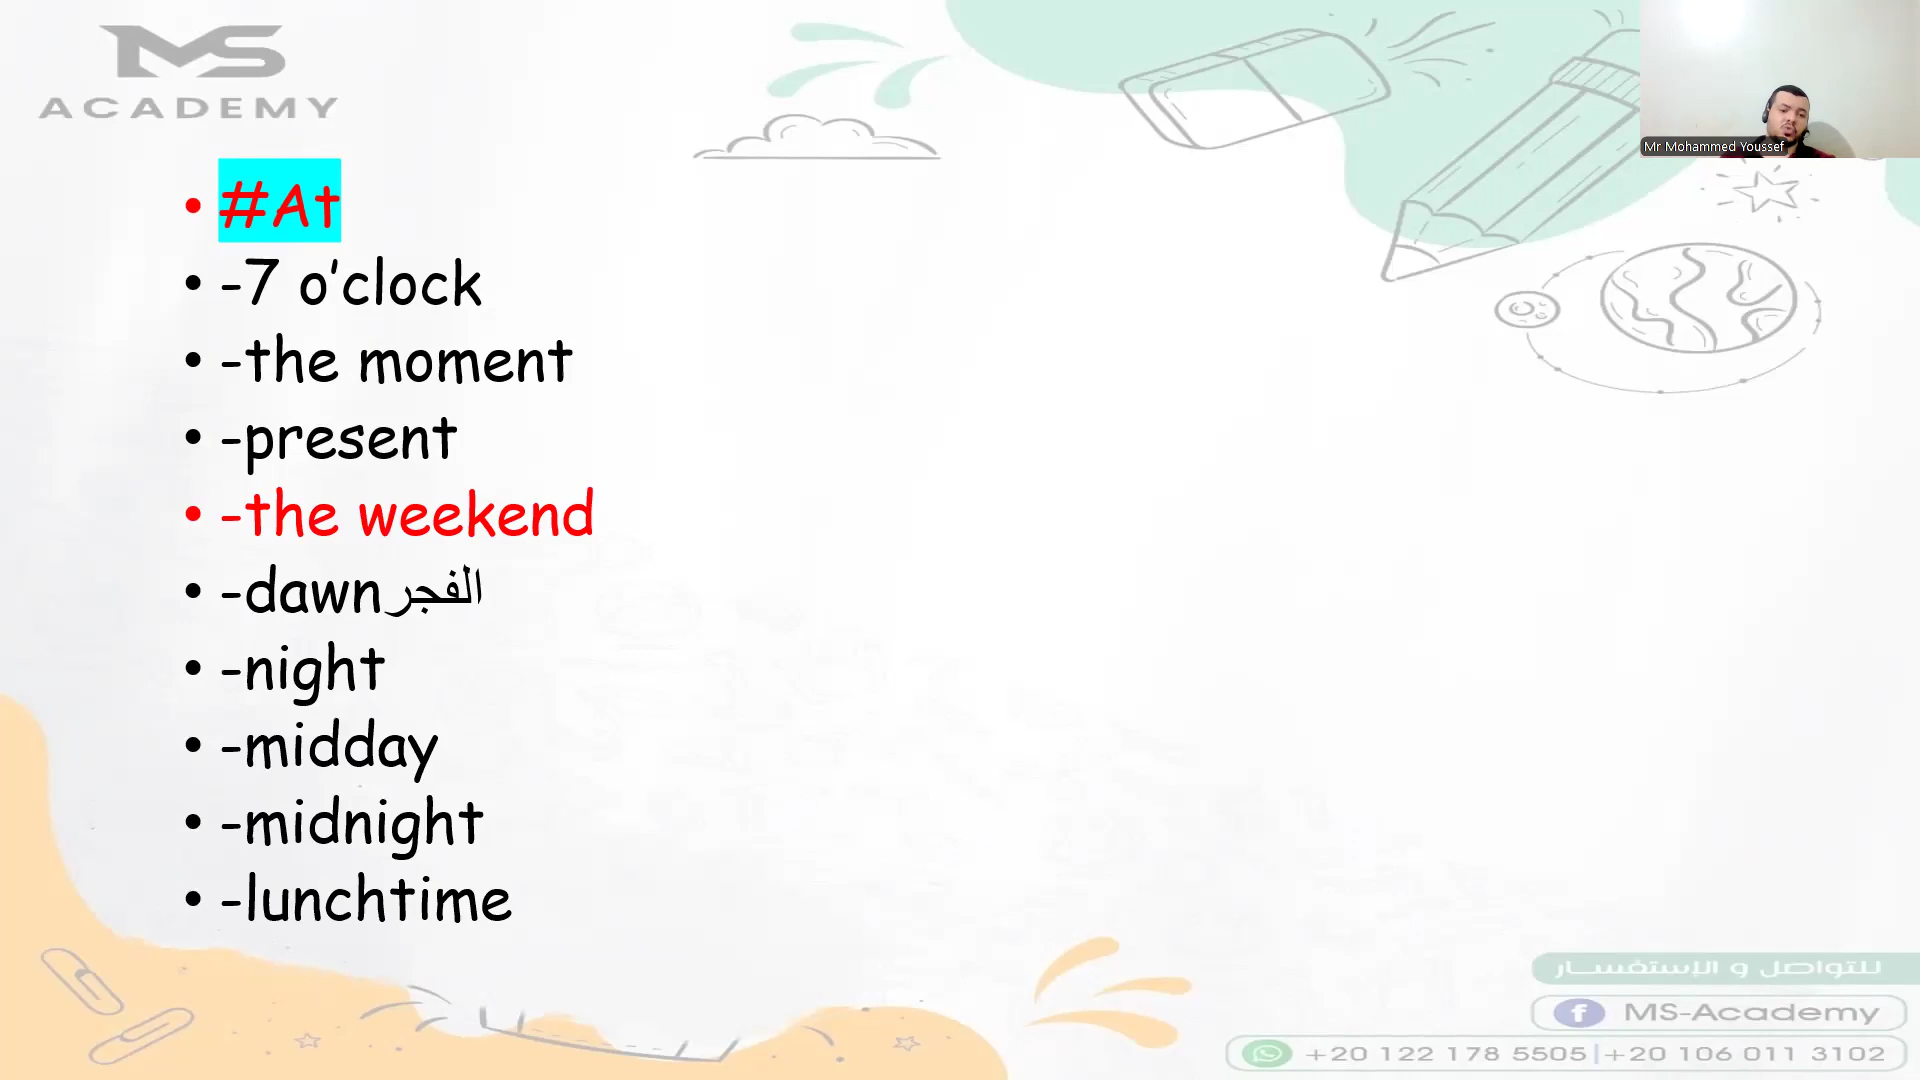 MS
ACADEMY
Mr Mohammed Youssef
• #At
• -7 o'clock
• -the moment
• -present
• -the weekend
• -dawnالفجر
• -night
• -midday
• -midnight
• -lunchtime
للتواصل و الإستفسار
MS-Academy
+20 122 178 5505 | +20 106 011 3102